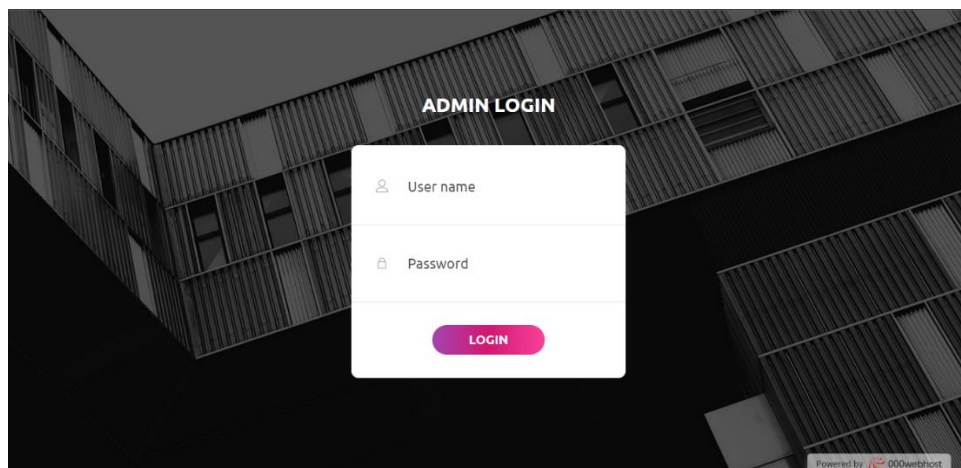 ADMIN LOGIN
User name
Password
LOGIN
Powered by 000webhost